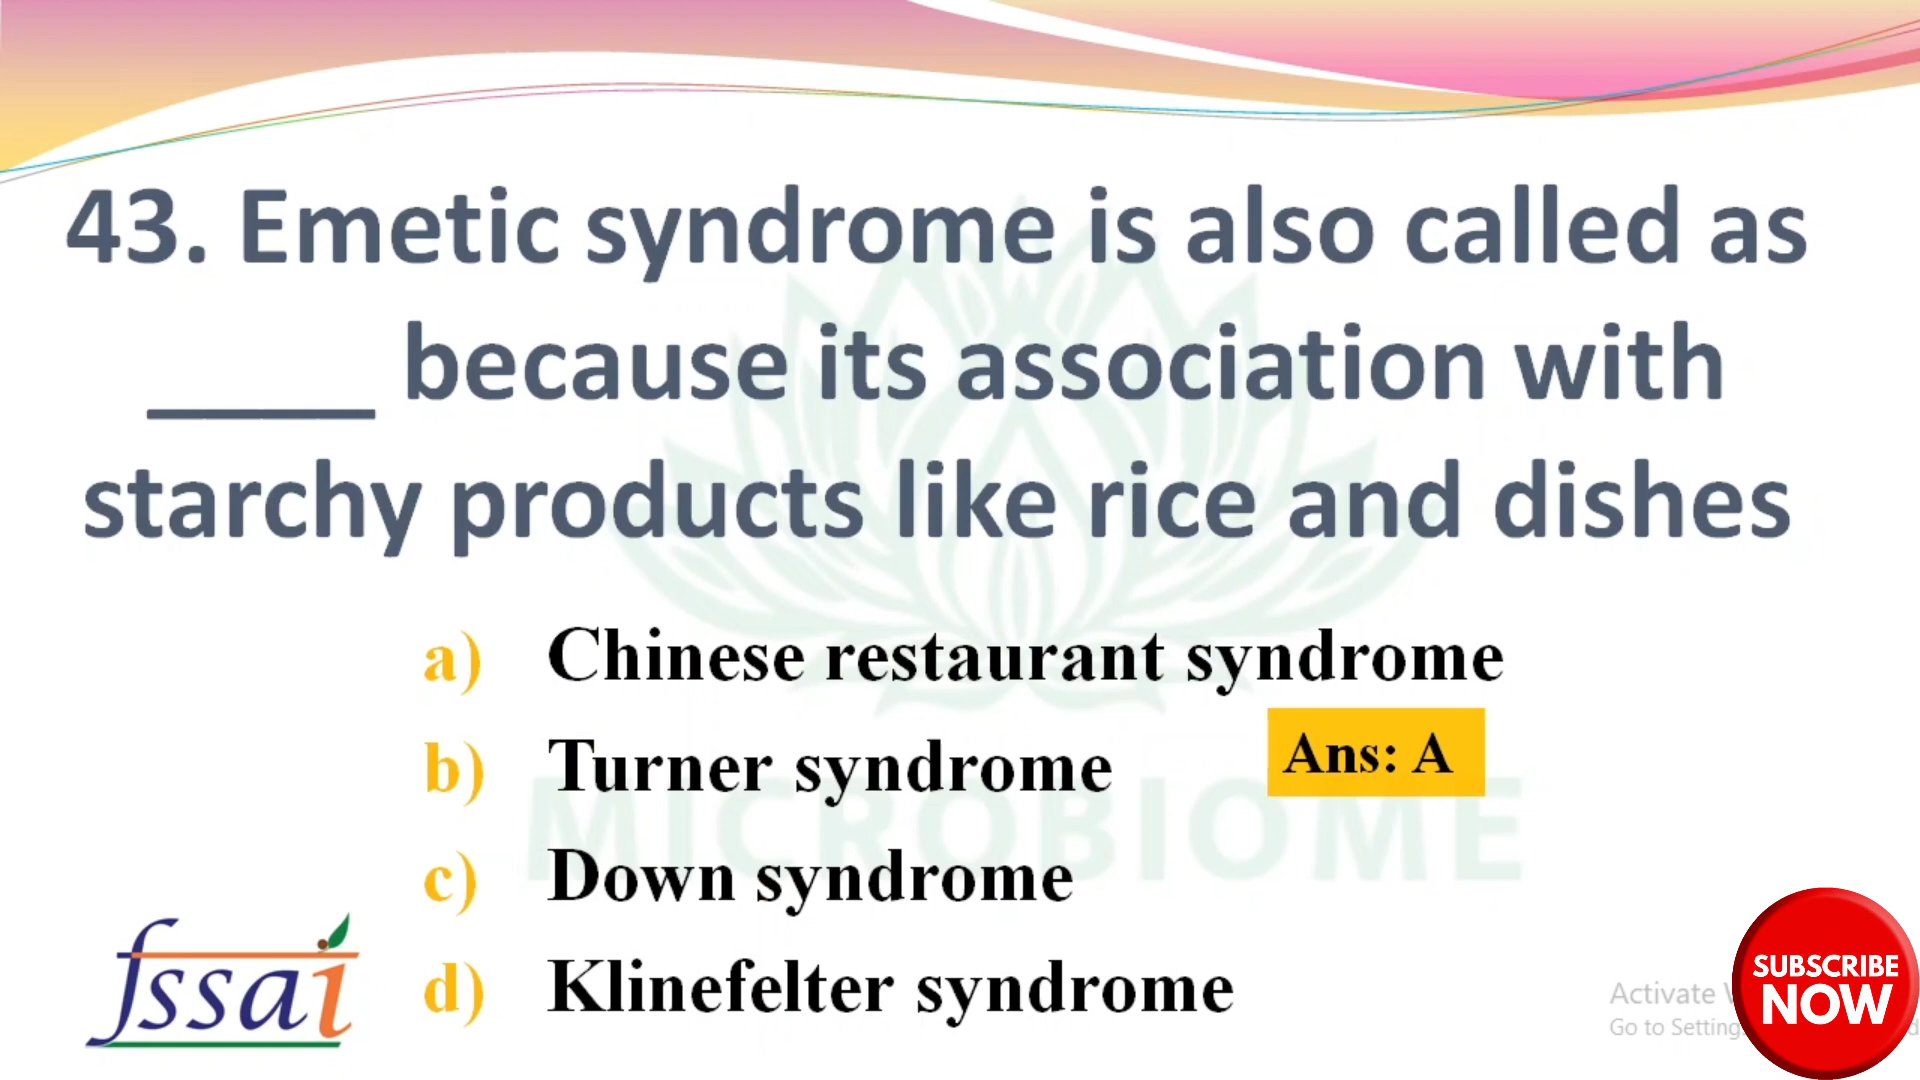 43. Emetic syndrome is also called as
____ because its association with
starchy products like rice and dishes
a) Chinese restaurant syndrome
b) Turner syndrome
Ans: A
MICROBIOME
c) Down syndrome
d) Klinefelter syndrome
fssai
Activate
Go to Setting
SUBSCRIBE
NOW